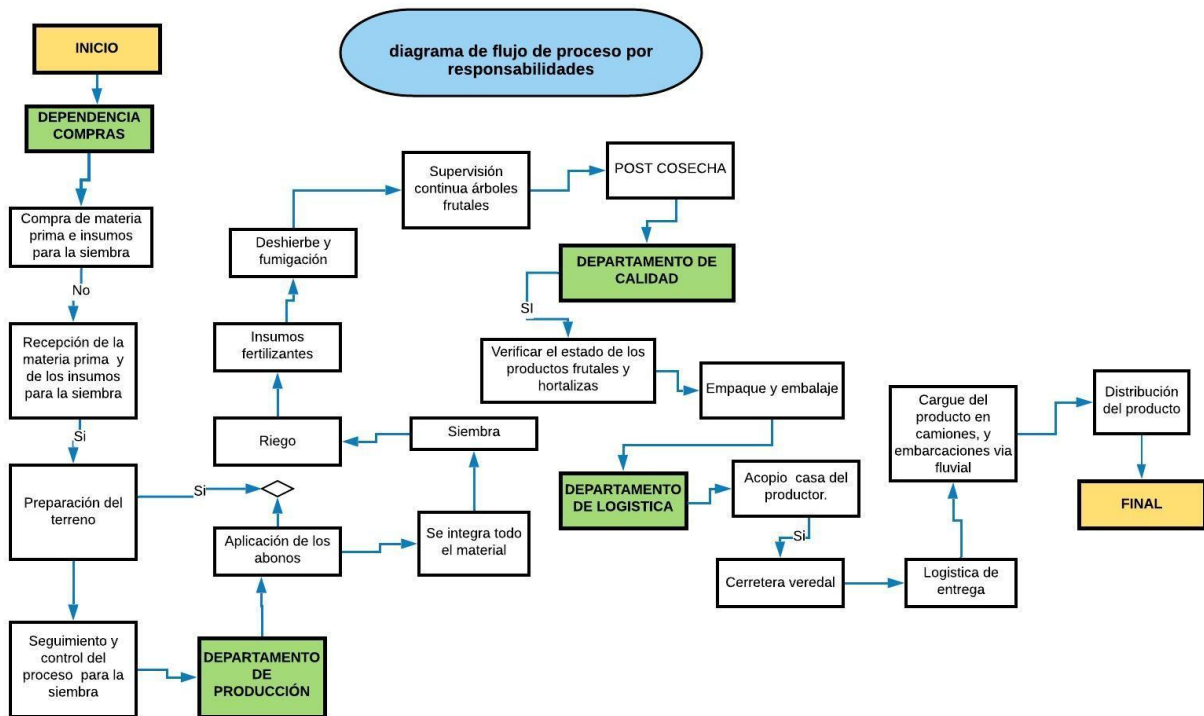 diagrama de flujo de proceso por
responsabilidades
INICIO
DEPENDENCIA
COMPRAS
Compra de materia
prima e insumos
para la siembra
No
Recepción de la
materia prima y
de los insumos
para la siembra
Si
Preparación del
terreno
Si
Seguimiento y
control del
proceso para la
siembra
DEPARTAMENTO
DE
PRODUCCIÓN
Aplicación de los
abonos
Se integra todo
el material
Siembra
Riego
Insumos
fertilizantes
Deshierbe y
fumigación
Supervisión
continua árboles
frutales
POST COSECHA
DEPARTAMENTO DE
CALIDAD
SI
Verificar el estado de los
productos frutales y
hortalizas
Empaque y embalaje
DEPARTAMENTO
DE LOGISTICA
Acopio casa del
productor.
Si
Cerretera veredal
Logistica de
entrega
Cargue del
producto en
camiones, y
embarcaciones via
fluvial
Distribución
del producto
FINAL